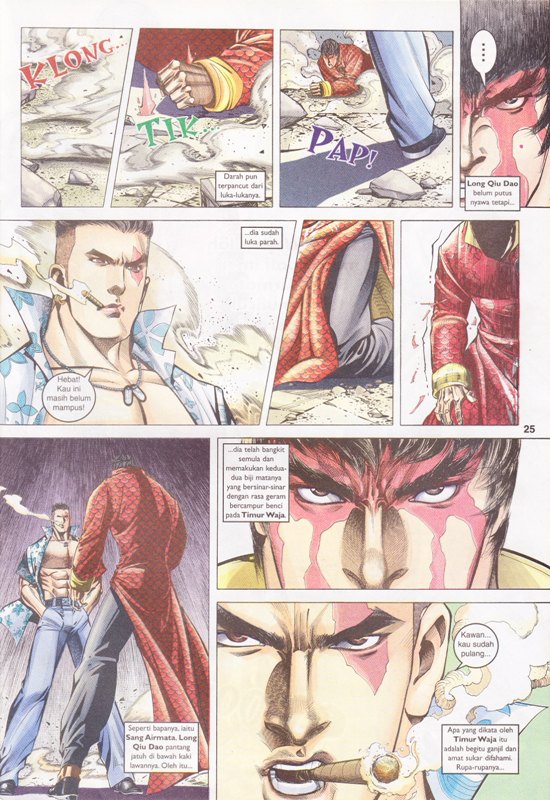 KLONG...
TIK...
Darah pun
terpancut dari
luka-lukanya.
PAP!
....
Long Qiu Dao
belum putus
nyawa tetapi...
...dia sudah
luka parah.
Hebat!
Kau ini
masih belum
mampus!
25
...dia telah bangkit
semula dan
memakukan kedua-
dua biji matanya
yang bersinar-sinar
dengan rasa geram
bercampur benci
pada Timur Waja.
Seperti bapanya, iaitu
Sang Airmata, Long
Qiu Dao pantang
jatuh di bawah kaki
lawannya. Oleh itu...
Kawan...
kau sudah
pulang...
Apa yang dikata oleh
Timur Waja itu
adalah begitu ganjil dan
amat sukar difahami.
Rupa-rupanya...